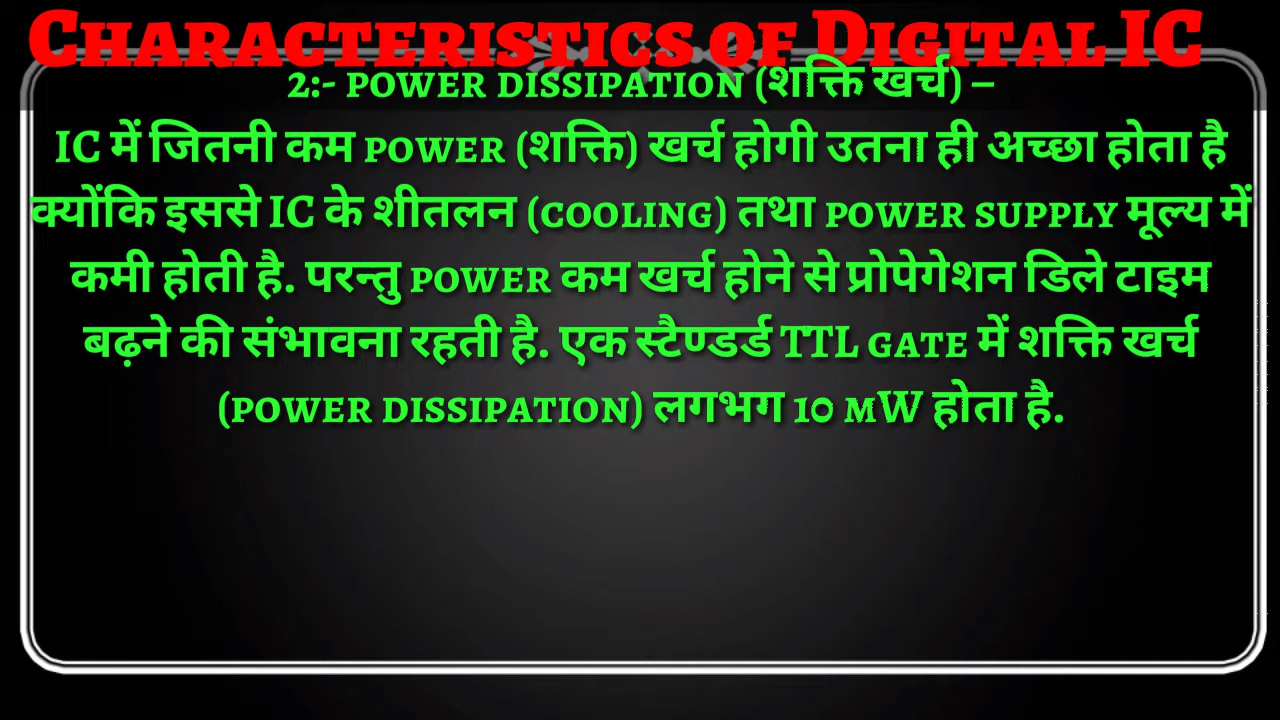 Characteristics of Digital IC
2:- power dissipation (शक्ति खर्च) –
IC में जितनी कम power (शक्ति) खर्च होगी उतना ही अच्छा होता है
क्योंकि इससे IC के शीतलन (cooling) तथा power supply मूल्य में
कमी होती है. परन्तु power कम खर्च होने से प्रोपेगेशन डिले टाइम
बढ़ने की संभावना रहती है. एक स्टैण्डर्ड TTL gate में शक्ति खर्च
(power dissipation) लगभग 10 mW होता है.